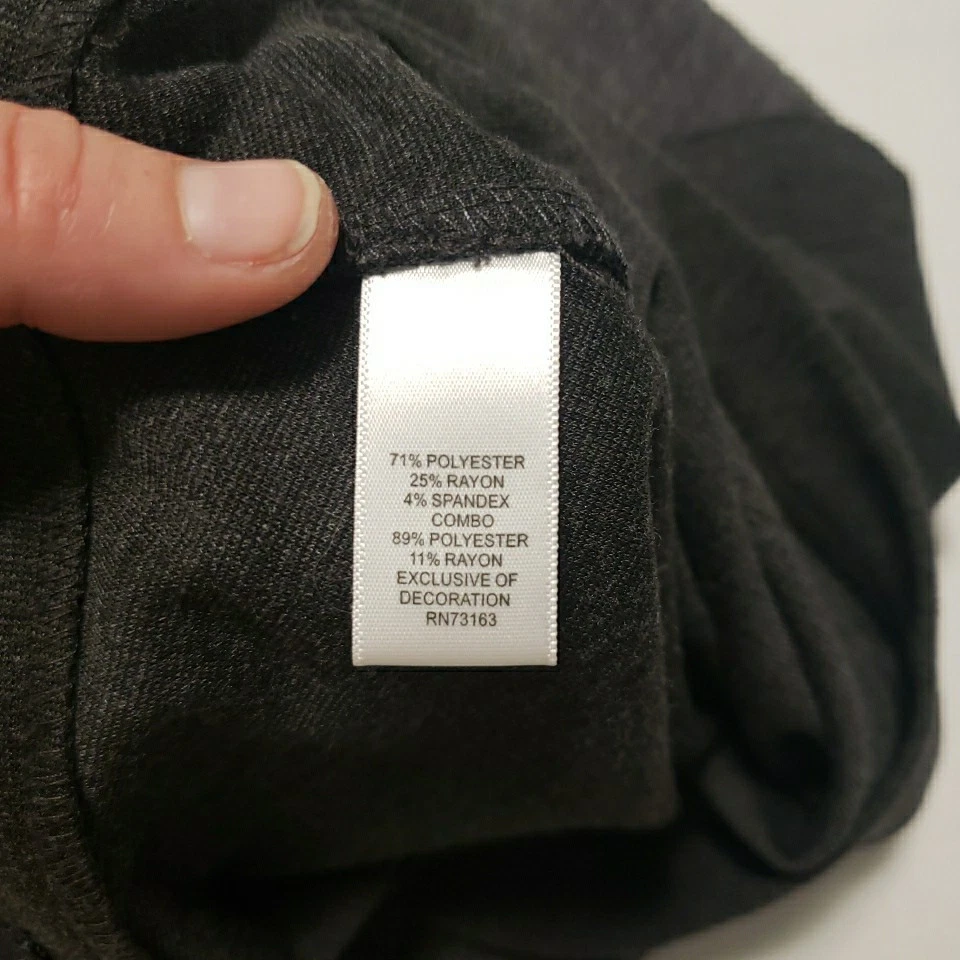 71% POLYESTER
25% RAYON
4% SPANDEX
COMBO
89% POLYESTER
11% RAYON
EXCLUSIVE OF
DECORATION
RN73163